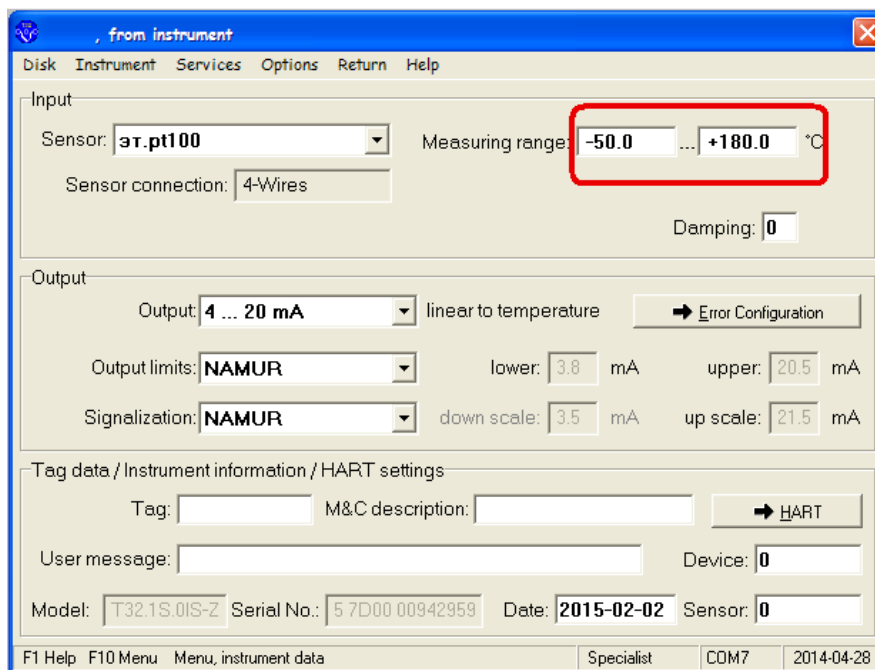 , from instrument
Disk Instrument Services Options Return Help
Input
Sensor: эт.pt100 Measuring range: -50.0 ... +180.0 °C
Sensor connection: 4-Wires
Damping: 0
Output
Output: 4 ... 20 mA linear to temperature Error Configuration
Output limits: NAMUR lower: 3.8 mA upper: 20.5 mA
Signalization: NAMUR down scale: 3.5 mA up scale: 21.5 mA
Tag data / Instrument information / HART settings
Tag: M&C description: HART
User message: Device: 0
Model: T32.1S.0IS-Z Serial No.: 5 7D00 00942959 Date: 2015-02-02 Sensor: 0
F1 Help F10 Menu Menu, instrument data Specialist COM7 2014-04-28